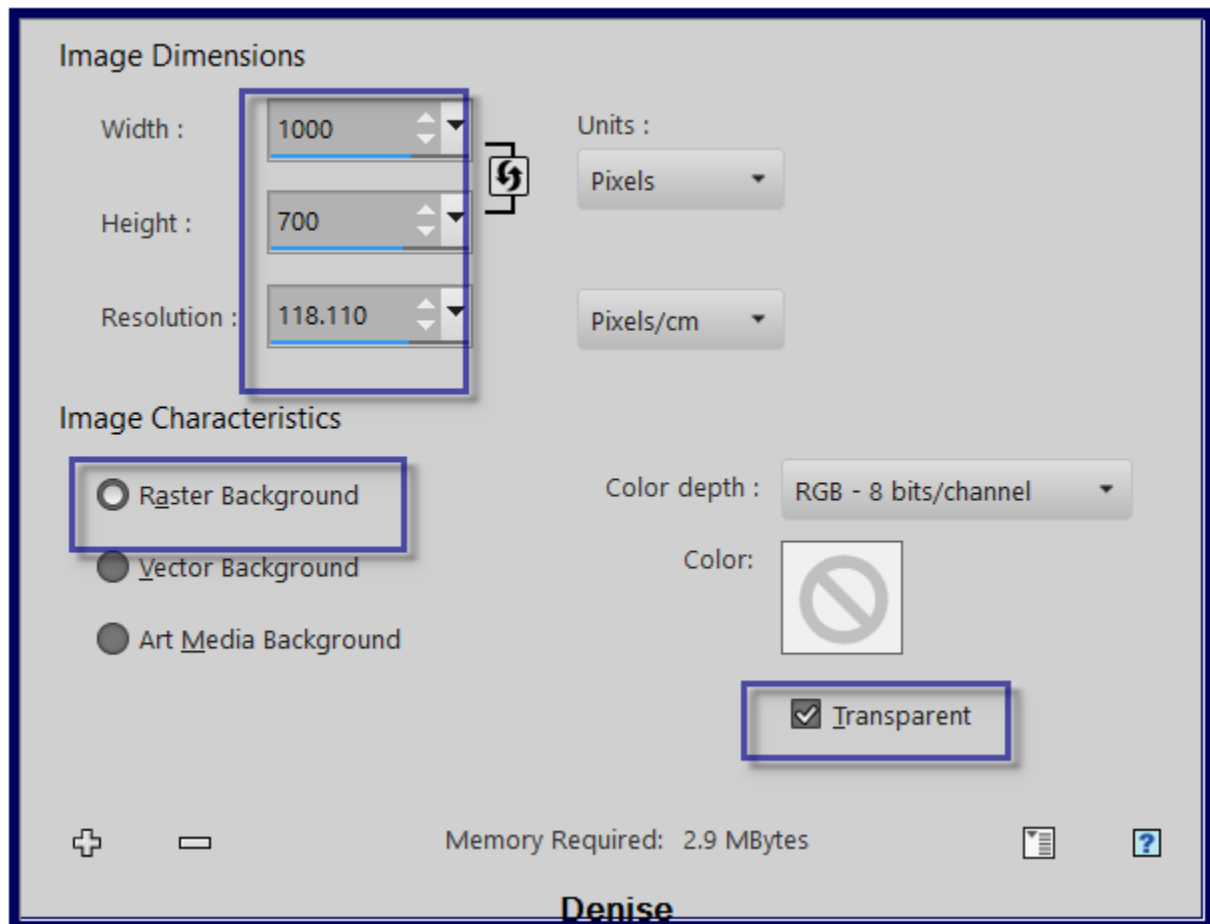 Image Dimensions
Width : 1000
Units :
Pixels
Height : 700
Resolution : 118.110 Pixels/cm
Image Characteristics
Raster Background
Color depth : RGB - 8 bits/channel
Vector Background
Color:
Art Media Background
Transparent
Memory Required: 2.9 MBytes
?
Denise